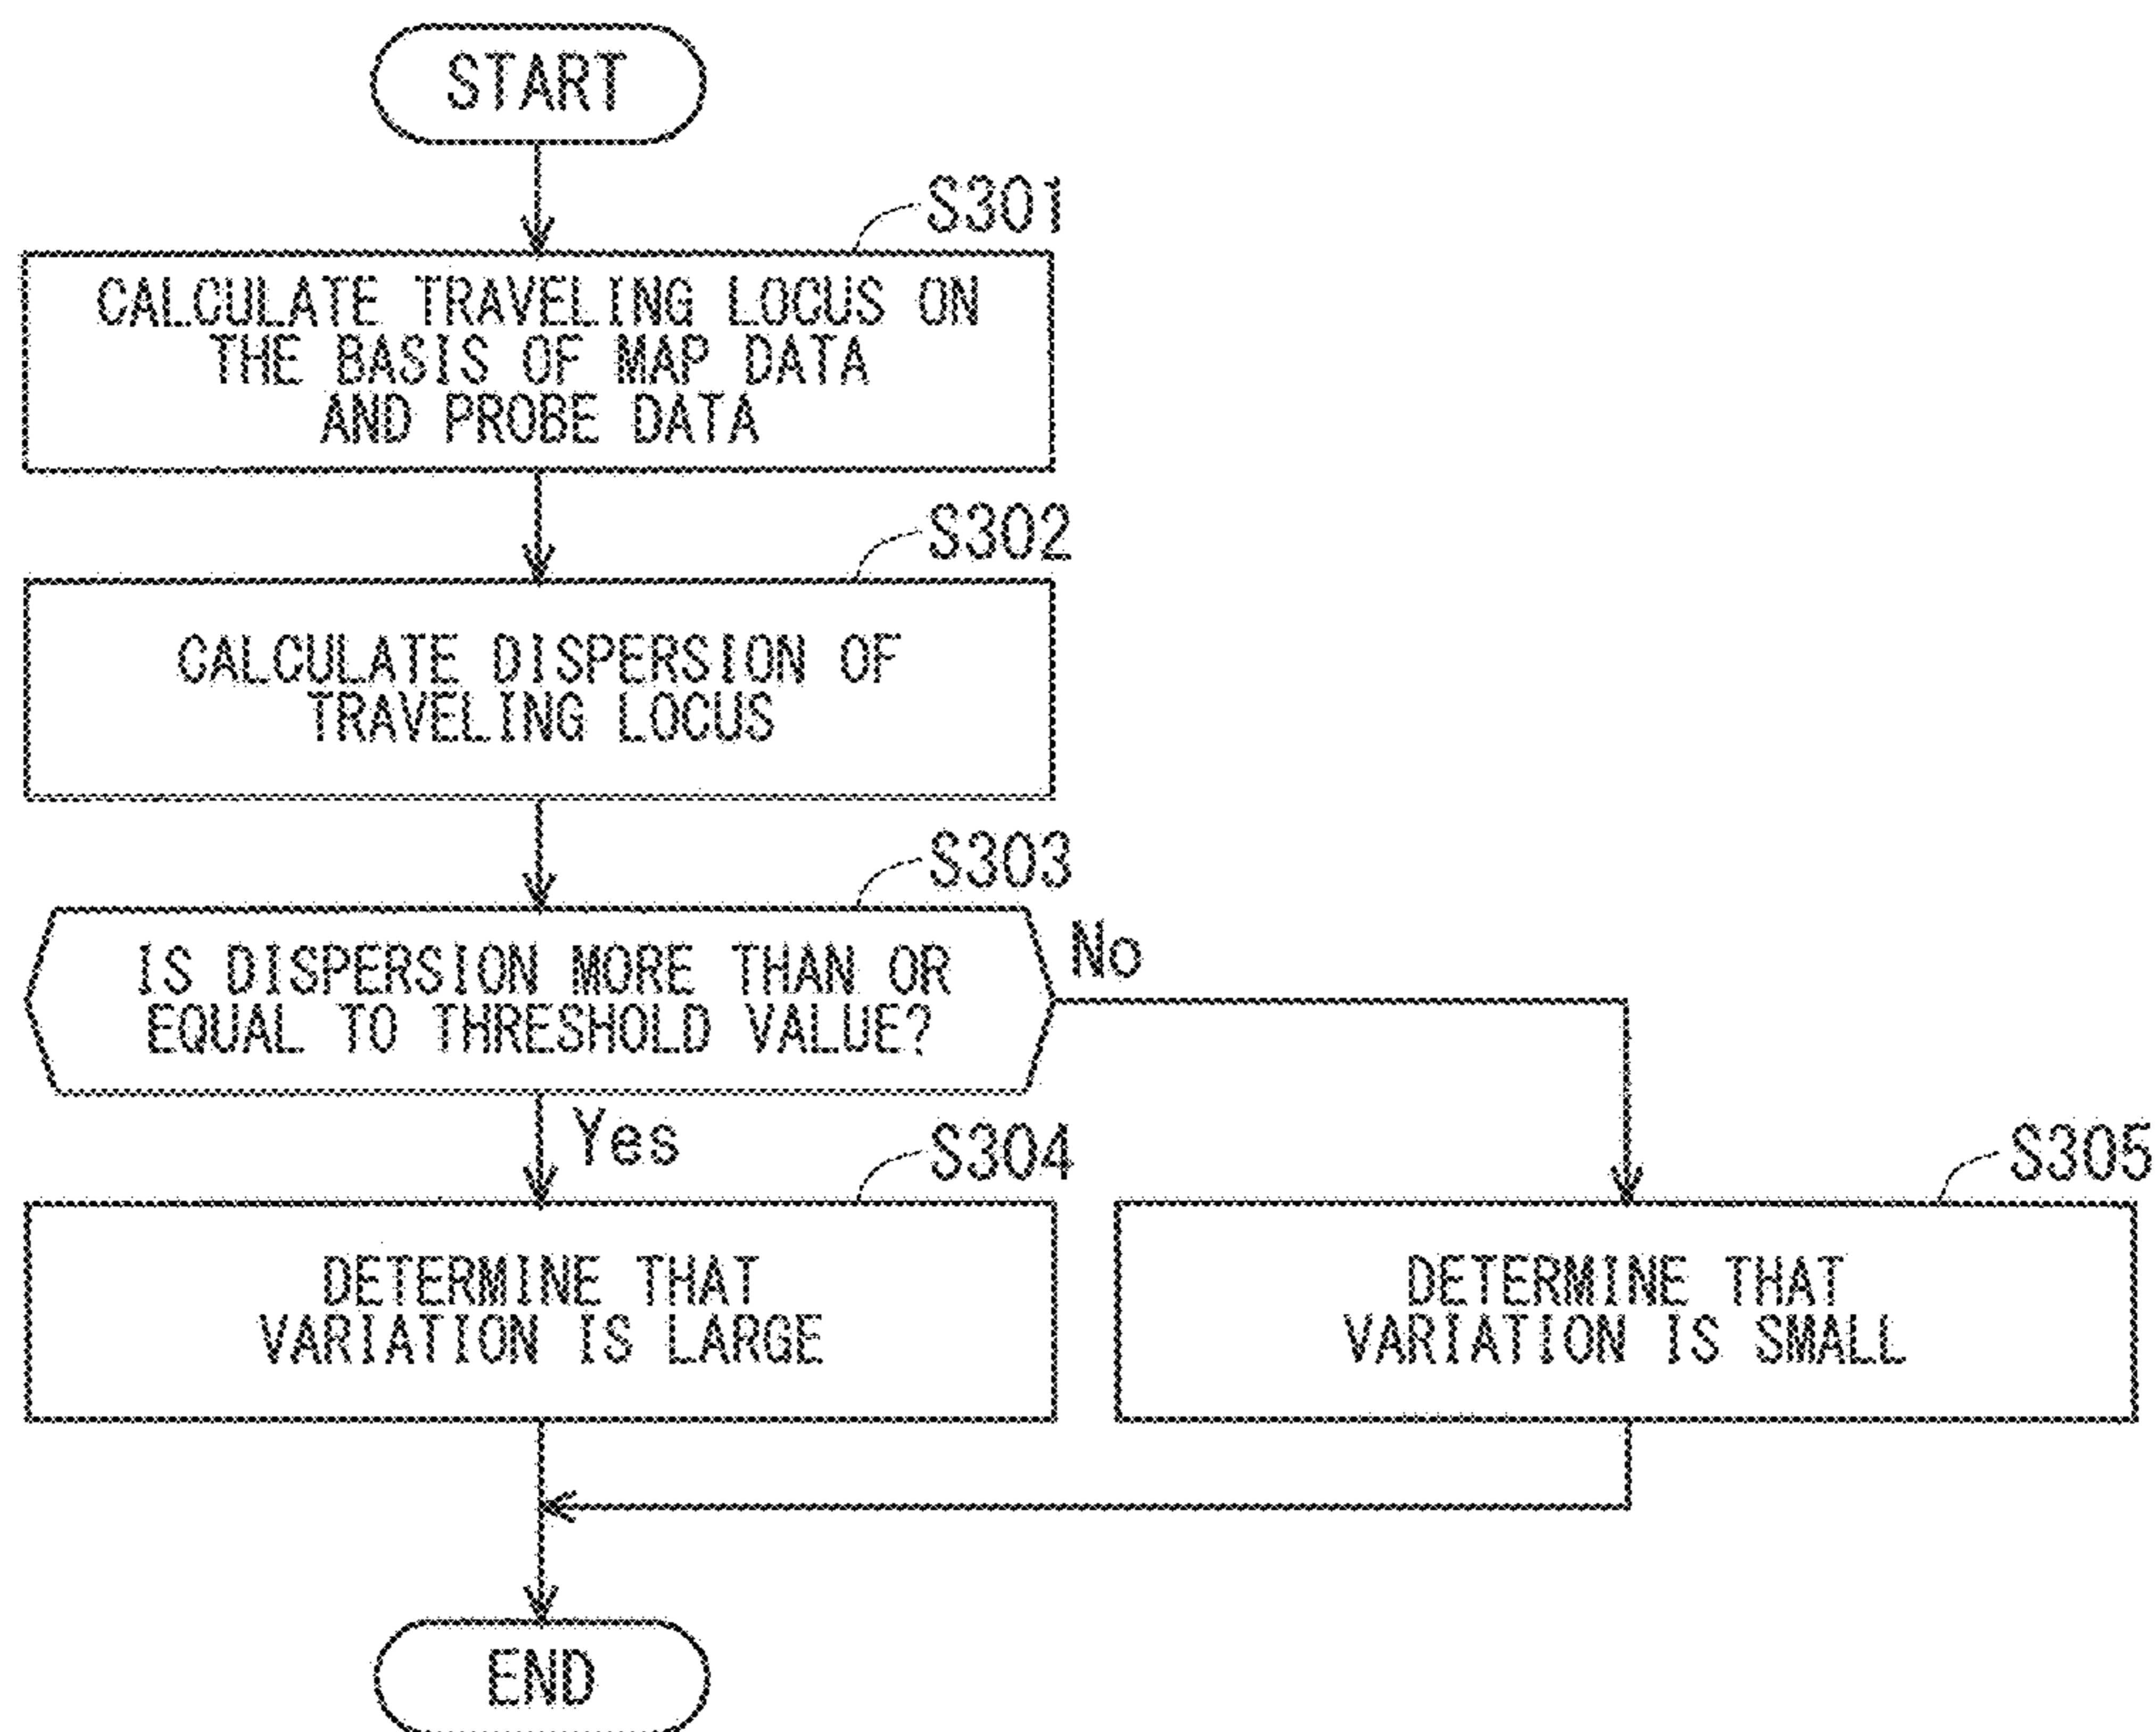 START
S301
CALCULATE TRAVELING LOCUS ON
THE BASIS OF MAP DATA
AND PROBE DATA
S302
CALCULATE DISPERSION OF
TRAVELING LOCUS
S303
IS DISPERSION MORE THAN OR
EQUAL TO THRESHOLD VALUE?
No
Yes
S304
DETERMINE THAT
VARIATION IS LARGE
S305
DETERMINE THAT
VARIATION IS SMALL
END